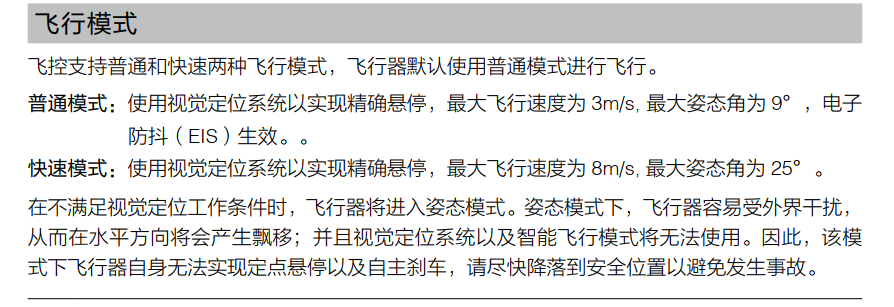 飞行模式
飞控支持普通和快速两种飞行模式，飞行器默认使用普通模式进行飞行。
普通模式：使用视觉定位系统以实现精确悬停，最大飞行速度为 3m/s, 最大姿态角为 9°，电子
防抖（EIS）生效。。
快速模式：使用视觉定位系统以实现精确悬停，最大飞行速度为 8m/s, 最大姿态角为 25°。
在不满足视觉定位工作条件时，飞行器将进入姿态模式。姿态模式下，飞行器容易受外界干扰，
从而在水平方向将会产生飘移；并且视觉定位系统以及智能飞行模式将无法使用。因此，该模
式下飞行器自身无法实现定点悬停以及自主刹车，请尽快降落到安全位置以避免发生事故。